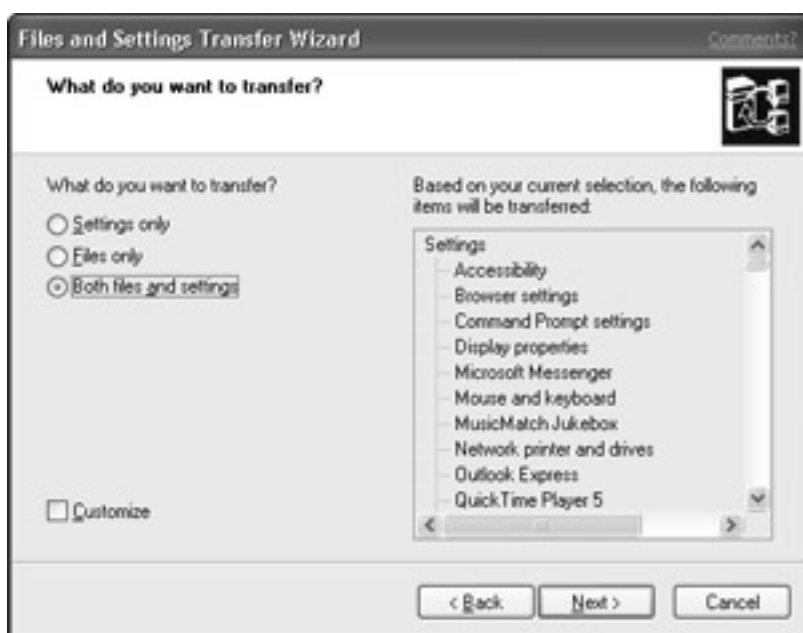 Files and Settings Transfer Wizard
Comments?
What do you want to transfer?
What do you want to transfer?
Settings only
Files only
Both files and settings
Customize
Based on your current selection, the following
items will be transferred:
Settings
Accessibility
Browser settings
Command Prompt settings
Display properties
Microsoft Messenger
Mouse and keyboard
MusicMatch Jukebox
Network printer and drives
Outlook Express
QuickTime Player 5
< Back
Next >
Cancel